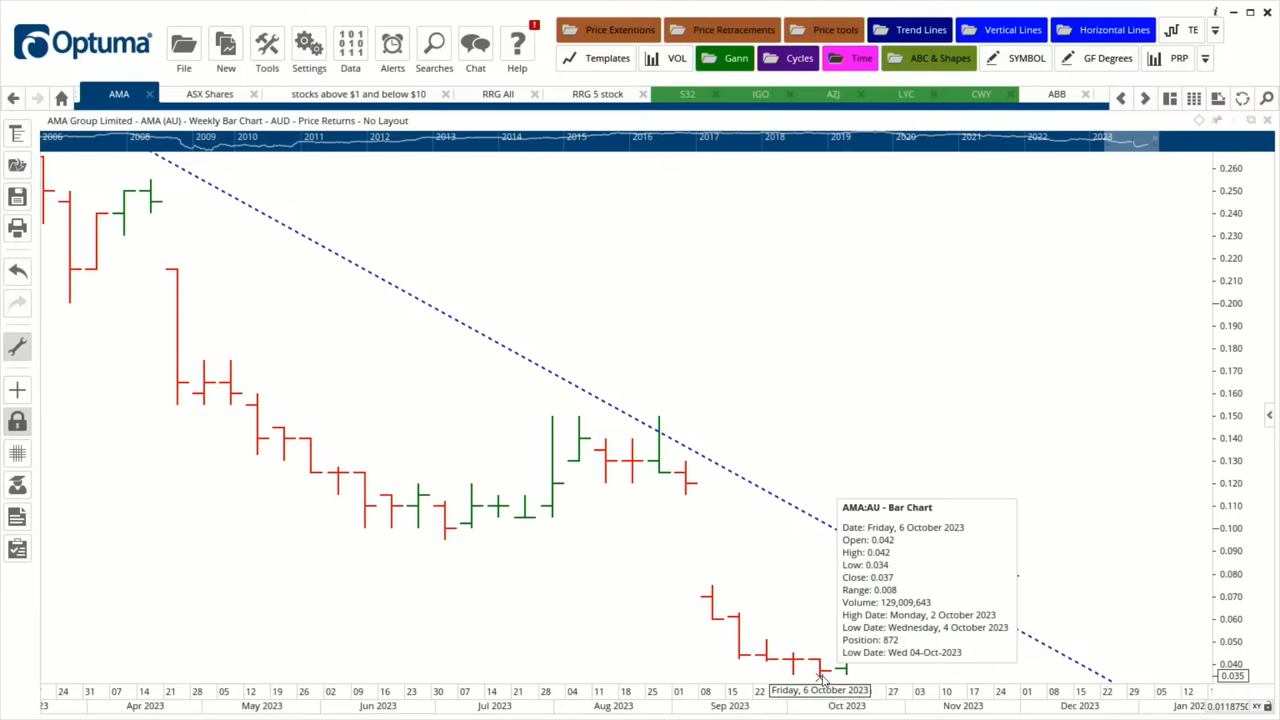 Optuma
File
New
Tools
Settings
101
010
101
Data
Alerts
Searches
Chat
?
Help
!
Price Extentions
Price Retracements
Price tools
Trend Lines
Vertical Lines
Horizontal Lines
TE
Templates
VOL
Gann
Cycles
Time
ABC & Shapes
SYMBOL
GF Degrees
PRP
AMA
ASX Shares
stocks above $1 and below $10
RRG All
RRG 5 stock
S32
IGO
AZJ
LYC
CWY
ABB
AMA Group Limited - AMA (AU) - Weekly Bar Chart - AUD - Price Returns - No Layout
2006 2008 2009 2010 2013 2014 2015 2016 2017 2018 2019 2020 2021 2022 2023
0.260
0.250
0.240
0.230
0.220
0.210
0.200
0.190
0.180
0.170
0.160
0.150
0.140
0.130
0.120
0.110
0.100
0.090
0.080
0.070
0.060
0.050
0.040
0.035
AMA:AU - Bar Chart
Date: Friday, 6 October 2023
Open: 0.042
High: 0.042
Low: 0.034
Close: 0.037
Range: 0.008
Volume: 129,009,643
High Date: Monday, 2 October 2023
Low Date: Wednesday, 4 October 2023
Position: 872
Low Date: Wed 04-Oct-2023
24 31 07 14 21 28 05 12 19 26 02 09 16 23 30 07 14 21 28 04 11 18 25 01 08 15 22 Friday, 6 October 2023 27 03 10 17 24 01 08 15 22 29 05 12
23 Apr 2023 May 2023 Jun 2023 Jul 2023 Aug 2023 Sep 2023 Oct 2023 Nov 2023 Dec 2023 Jan 202 0.0118750 XY